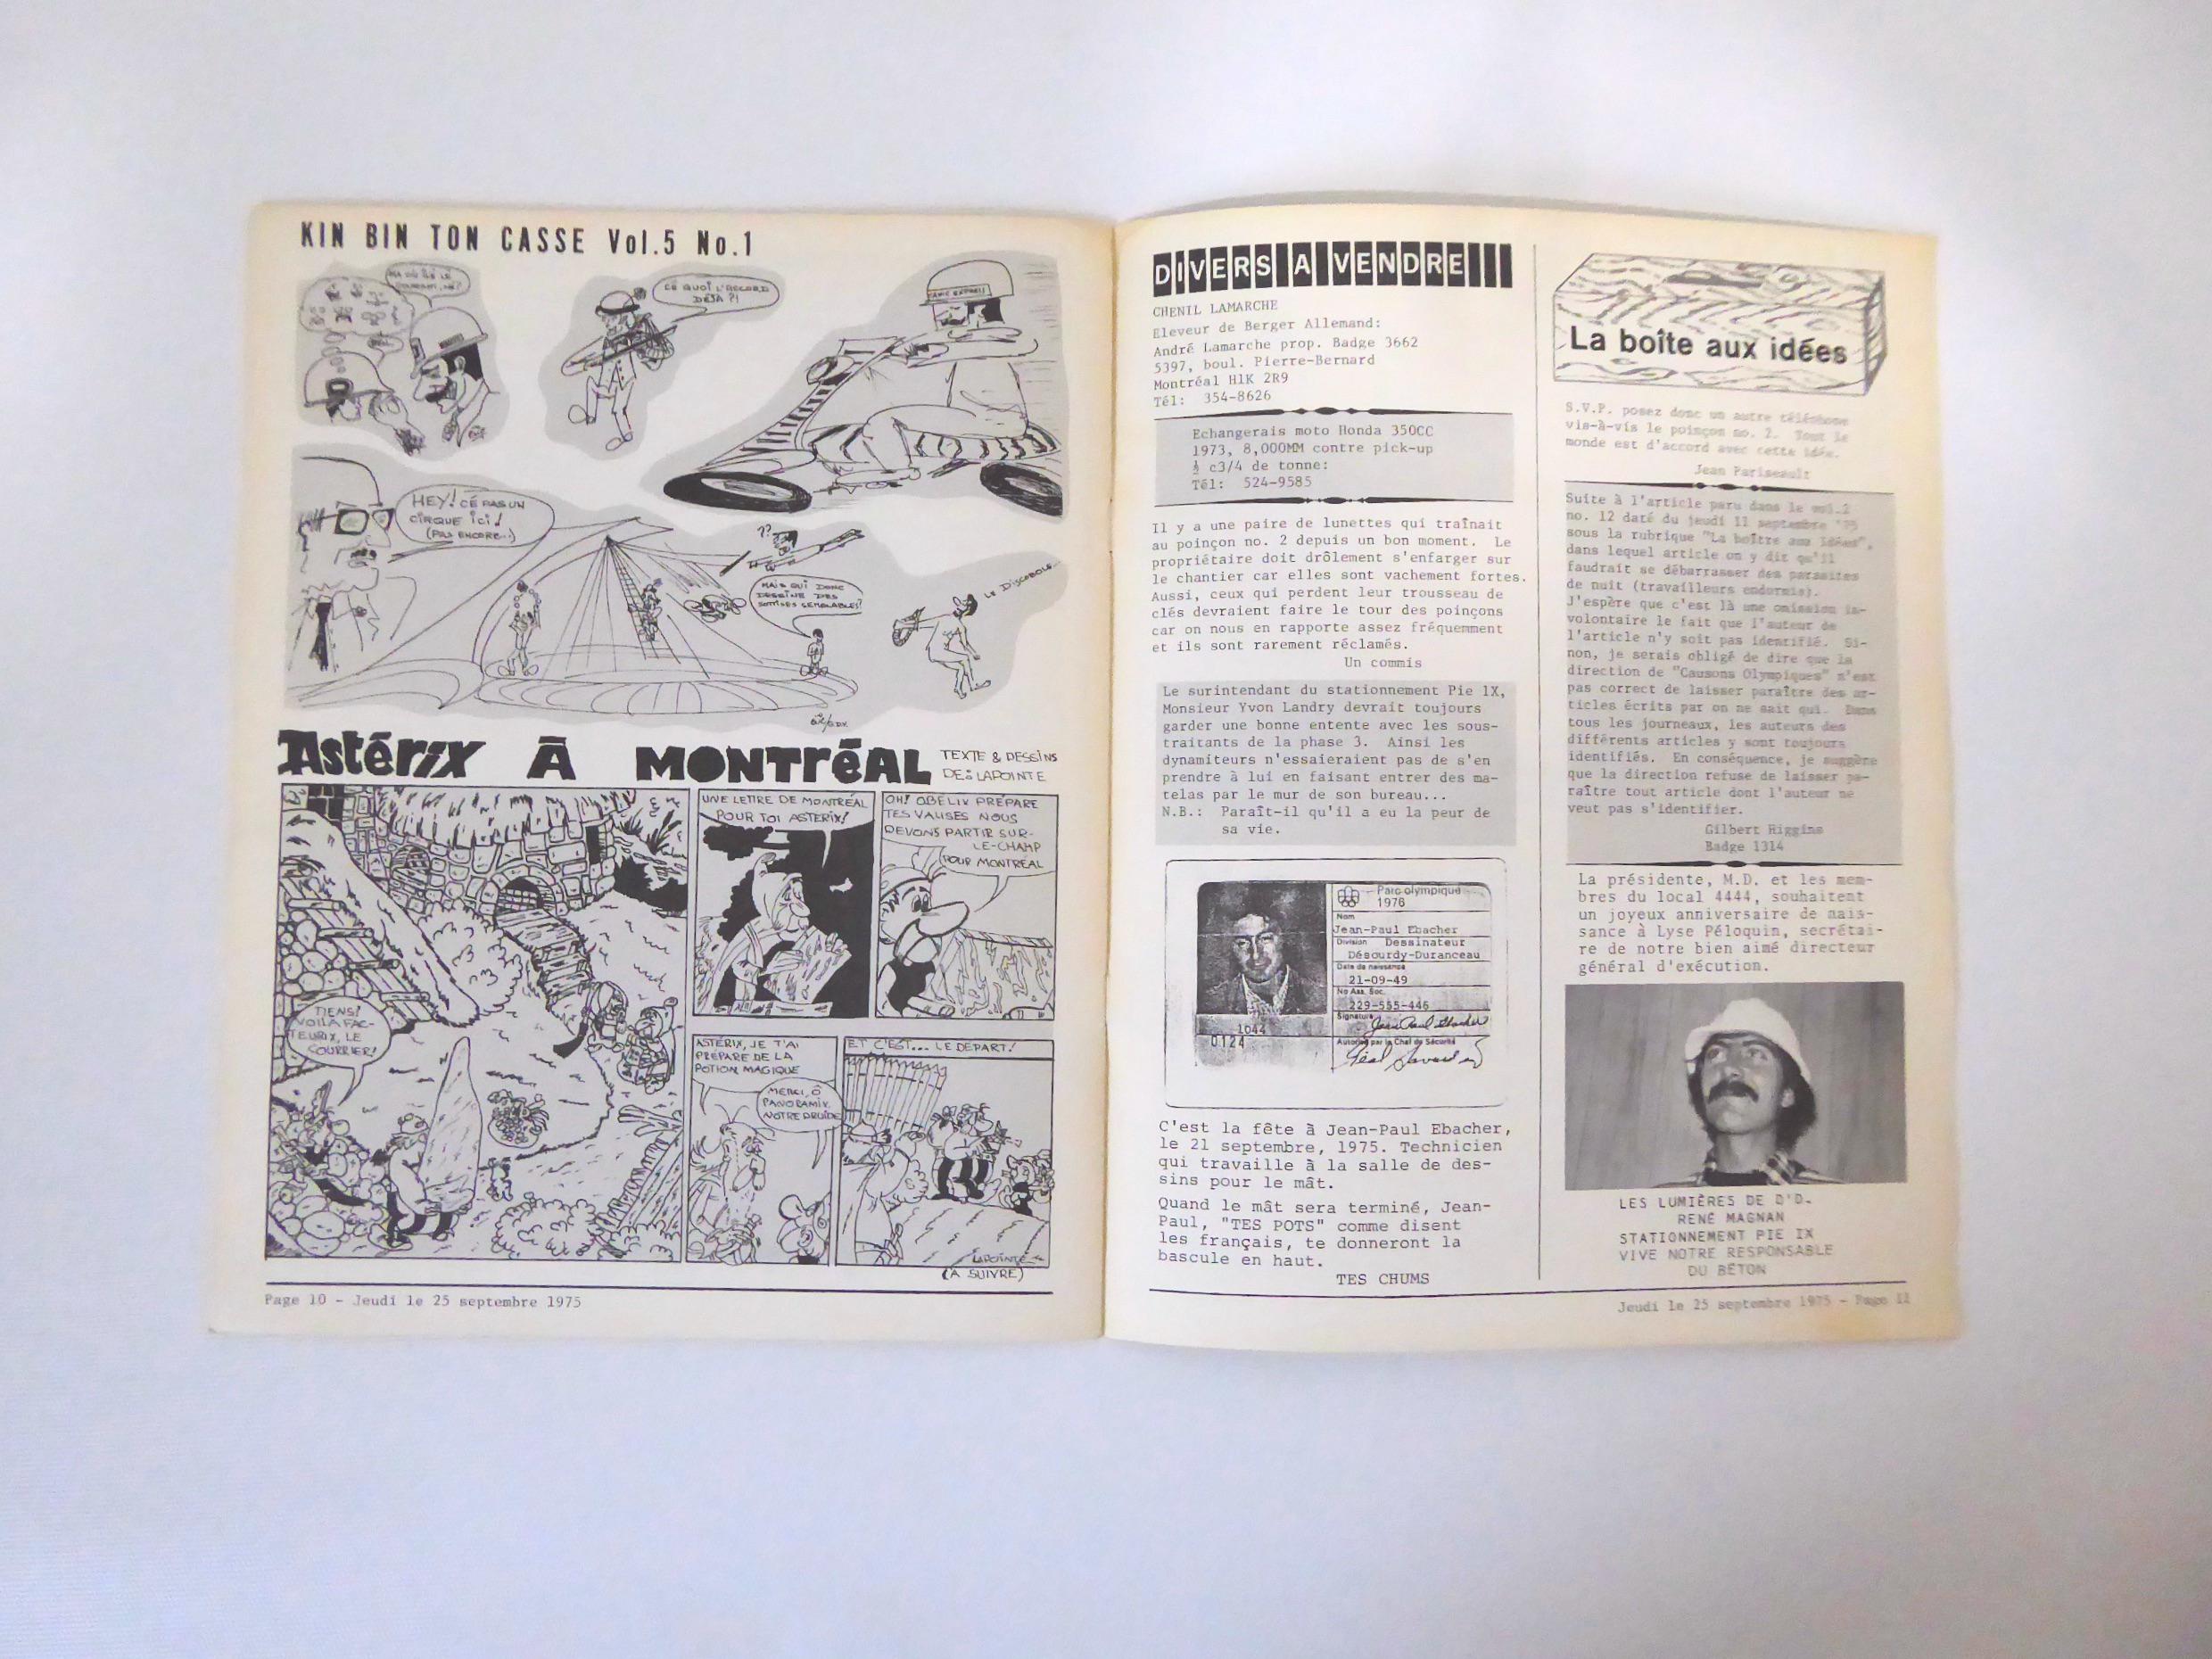 KIN BIN TON CASSE Vol.5 No.1
CÉ QUOI L'RECORD
DÉJÀ ?!
HEY! CÉ PAS UN
CIRQUE ICI!
(PAS ENCORE...)
??
MAIS QUI DONC
DESSINE DES
SOTTISES SEMBLABLES?
LE DISCOBOLE...
Astérix À MONTréAL
TEXTE & DESSINS
DE: LAPOINTE
TIENS!
VOILÀ FAC-
TEURIX, LE
COURRIER!
UNE LETTRE DE MONTRÉAL
POUR TOI ASTERIX!
OH! OBELIX PRÉPARE
TES VALISES NOUS
DEVONS PARTIR SUR-
LE-CHAMP
POUR MONTRÉAL
ASTÉRIX, JE T'AI
PRÉPARÉ DE LA
POTION MAGIQUE
MERCI, Ô
PANORAMIX
NOTRE DRUIDE
ET C'EST... LE DÉPART!
LAPOINTE
(À SUIVRE)
Page 10 - Jeudi le 25 septembre 1975
DIVERS A VENDRE
CHENIL LAMARCHE
Eleveur de Berger Allemand:
André Lamarche prop. Badge 3662
5397, boul. Pierre-Bernard
Montréal H1K 2R9
Tél: 354-8626
Echangerais moto Honda 350CC
1973, 8,000MM contre pick-up
½ c3/4 de tonne:
Tél: 524-9585
Il y a une paire de lunettes qui traînait
au poinçon no. 2 depuis un bon moment. Le
propriétaire doit drôlement s'enfarger sur
le chantier car elles sont vachement fortes.
Aussi, ceux qui perdent leur trousseau de
clés devraient faire le tour des poinçons
car on nous en rapporte assez fréquemment
et ils sont rarement réclamés.
Un commis
Le surintendant du stationnement Pie 1X,
Monsieur Yvon Landry devrait toujours
garder une bonne entente avec les sous-
traitants de la phase 3. Ainsi les
dynamiteurs n'essaieraient pas de s'en
prendre à lui en faisant entrer des ma-
telas par le mur de son bureau...
N.B.: Paraît-il qu'il a eu la peur de
sa vie.
Parc olympique
1976
Nom
Jean-Paul Ebacher
Division Dessinateur
Désourdy-Duranceau
Date de naissance
21-09-49
No Ass. Soc.
229-555-446
Signature
Jean Paul Ebacher
1044
0124
Autorisé par le Chef de Sécurité
C'est la fête à Jean-Paul Ebacher,
le 21 septembre, 1975. Technicien
qui travaille à la salle de des-
sins pour le mât.
Quand le mât sera terminé, Jean-
Paul, "TES POTS" comme disent
les français, te donneront la
bascule en haut.
TES CHUMS
La boîte aux idées
S.V.P. posez donc un autre téléphone
vis-à-vis le poinçon no. 2. Tout le
monde est d'accord avec cette idée.
Jean Pariseault
Suite à l'article paru dans le vol.2
no. 12 daté du jeudi 11 septembre '75
sous la rubrique "La boître aux idées",
dans lequel article on y dit qu'il
faudrait se débarrasser des parasites
de nuit (travailleurs endormis).
J'espère que c'est là une omission in-
volontaire le fait que l'auteur de
l'article n'y soit pas identifié. Si-
non, je serais obligé de dire que la
direction de "Causons Olympiques" n'est
pas correct de laisser paraître des ar-
ticles écrits par on ne sait qui. Dans
tous les journeaux, les auteurs des
différents articles y sont toujours
identifiés. En conséquence, je suggère
que la direction refuse de laisser pa-
raître tout article dont l'auteur ne
veut pas s'identifier.
Gilbert Higgins
Badge 1314
La présidente, M.D. et les mem-
bres du local 4444, souhaitent
un joyeux anniversaire de nais-
sance à Lyse Péloquin, secrétai-
re de notre bien aimé directeur
général d'exécution.
LES LUMIÈRES DE D'D.
RENÉ MAGNAN
STATIONNEMENT PIE IX
VIVE NOTRE RESPONSABLE
DU BÉTON
Jeudi le 25 septembre 1975 - Page 11